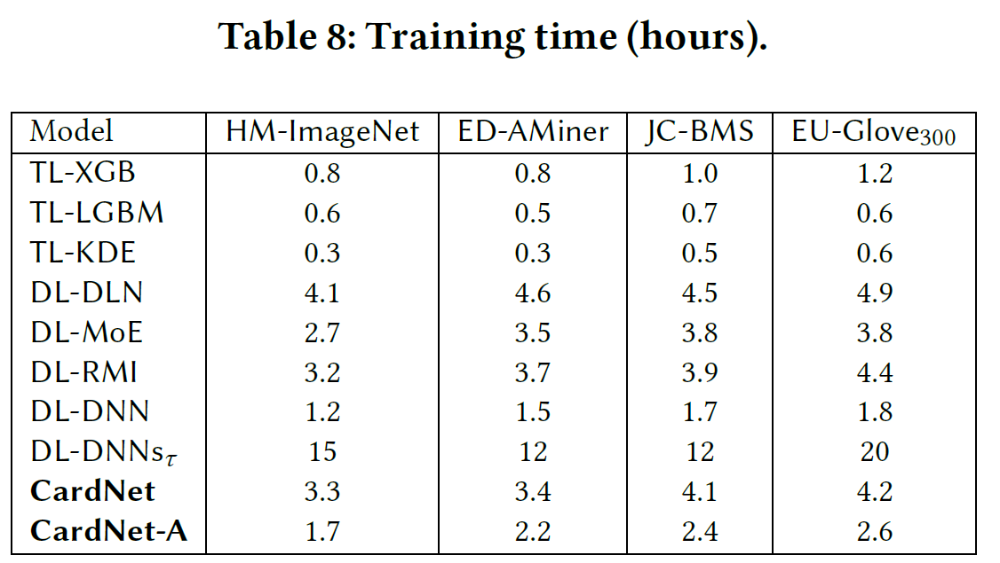 Table 8: Training time (hours).
Model HM-ImageNet ED-AMiner JC-BMS EU-Glove300
TL-XGB 0.8 0.8 1.0 1.2
TL-LGBM 0.6 0.5 0.7 0.6
TL-KDE 0.3 0.3 0.5 0.6
DL-DLN 4.1 4.6 4.5 4.9
DL-MoE 2.7 3.5 3.8 3.8
DL-RMI 3.2 3.7 3.9 4.4
DL-DNN 1.2 1.5 1.7 1.8
DL-DNNsτ 15 12 12 20
CardNet 3.3 3.4 4.1 4.2
CardNet-A 1.7 2.2 2.4 2.6